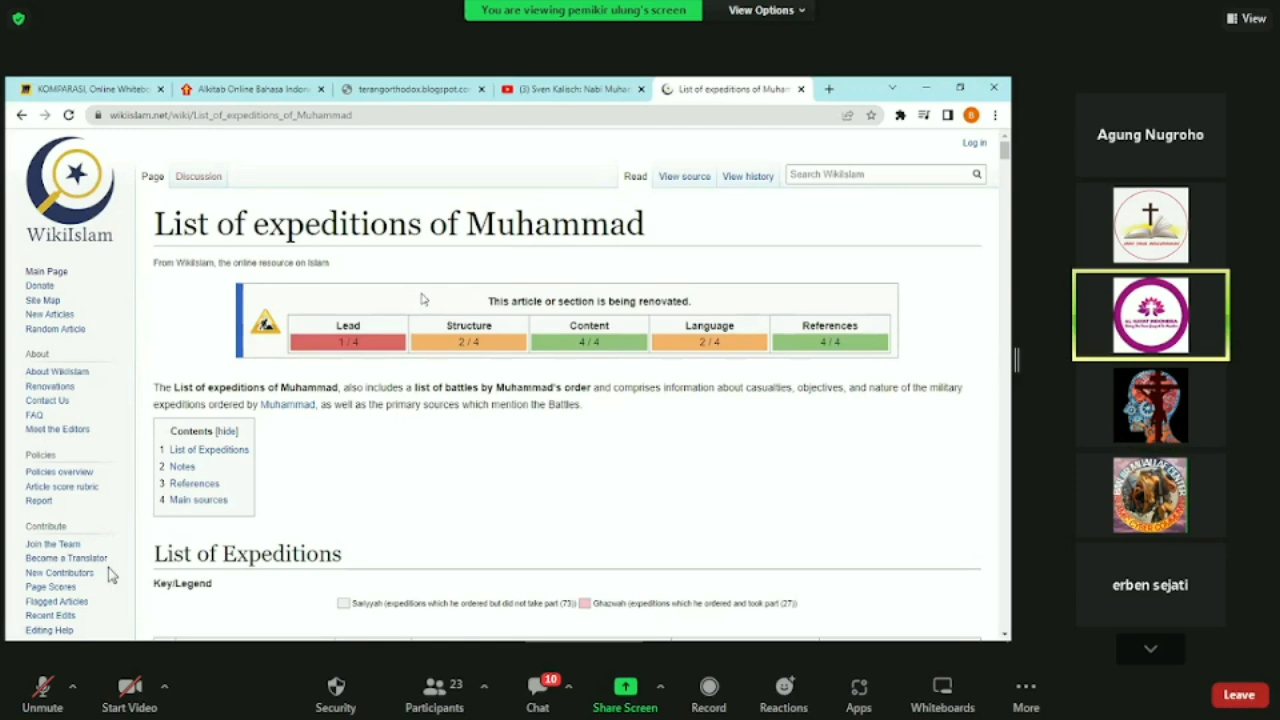 You are viewing pemikir ulung's screen
View Options
View
KOMPARASI, Online Whitebo
Alkitab Online Bahasa Indon
terangorthodox.blogspot.co
(3) Sven Kalisch: Nabi Muha
List of expeditions of Muham
wikiislam.net/wiki/List_of_expeditions_of_Muhammad
B
Log in
Page
Discussion
Read
View source
View history
Search WikiIslam
WikiIslam
List of expeditions of Muhammad
From WikiIslam, the online resource on Islam
This article or section is being renovated.
Lead Structure Content Language References
1 / 4 2 / 4 4 / 4 2 / 4 4 / 4
The List of expeditions of Muhammad, also includes a list of battles by Muhammad's order and comprises information about casualties, objectives, and nature of the military
expeditions ordered by Muhammad, as well as the primary sources which mention the Battles.
Contents [hide]
1 List of Expeditions
2 Notes
3 References
4 Main sources
List of Expeditions
Key/Legend
Sariyyah (expeditions which he ordered but did not take part (73)) Ghazwah (expeditions which he ordered and took part (27))
Main Page
Donate
Site Map
New Articles
Random Article
About
About WikiIslam
Renovations
Contact Us
FAQ
Meet the Editors
Policies
Policies overview
Article score rubric
Report
Contribute
Join the Team
Become a Translator
New Contributors
Page Scores
Flagged Articles
Recent Edits
Editing Help
Agung Nugroho
erben sejati
Unmute
Start Video
Security
23
Participants
10
Chat
Share Screen
Record
Reactions
Apps
Whiteboards
More
Leave